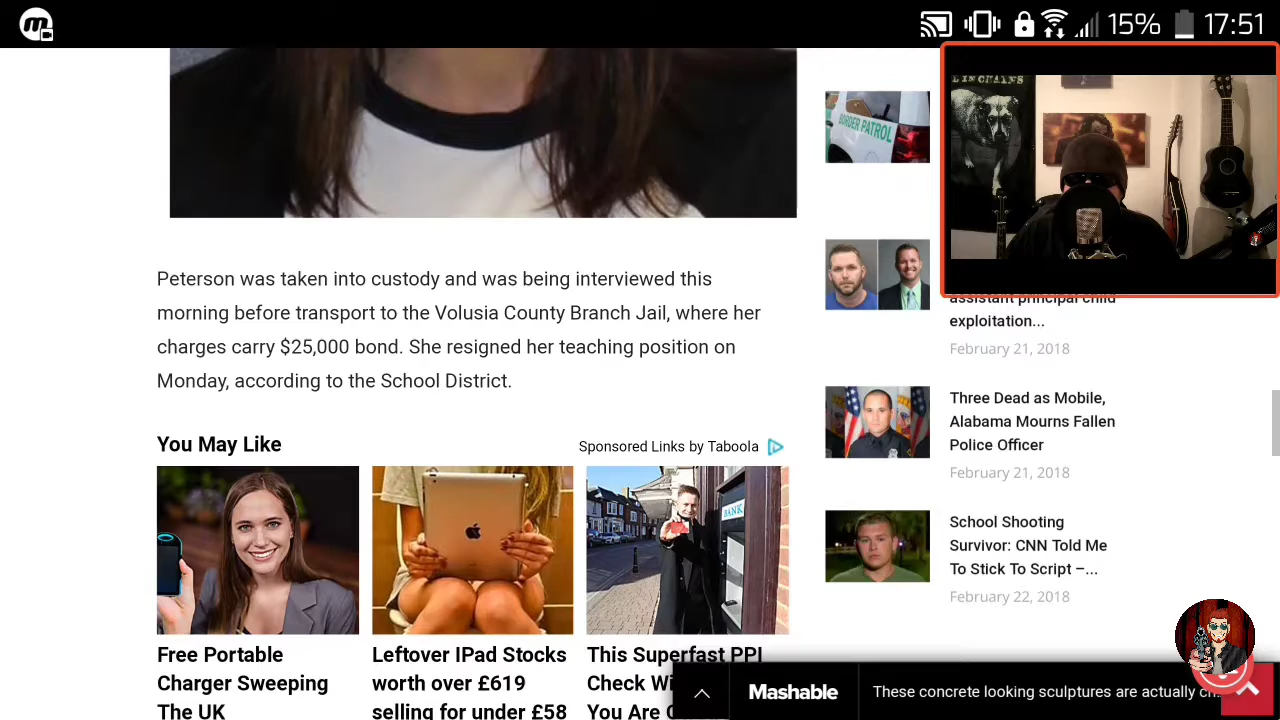 m
15%
17:51
BORDER PATROL
assistant principal child
exploitation...
February 21, 2018
Peterson was taken into custody and was being interviewed this
morning before transport to the Volusia County Branch Jail, where her
charges carry $25,000 bond. She resigned her teaching position on
Monday, according to the School District.
Three Dead as Mobile,
Alabama Mourns Fallen
Police Officer
February 21, 2018
School Shooting
Survivor: CNN Told Me
To Stick To Script –...
February 22, 2018
You May Like
Sponsored Links by Taboola
BANK
Free Portable
Charger Sweeping
The UK
Leftover IPad Stocks
worth over £619
selling for under £58
This Superfast PPI
Check Wi
You Are
Mashable
These concrete looking sculptures are actually ch...